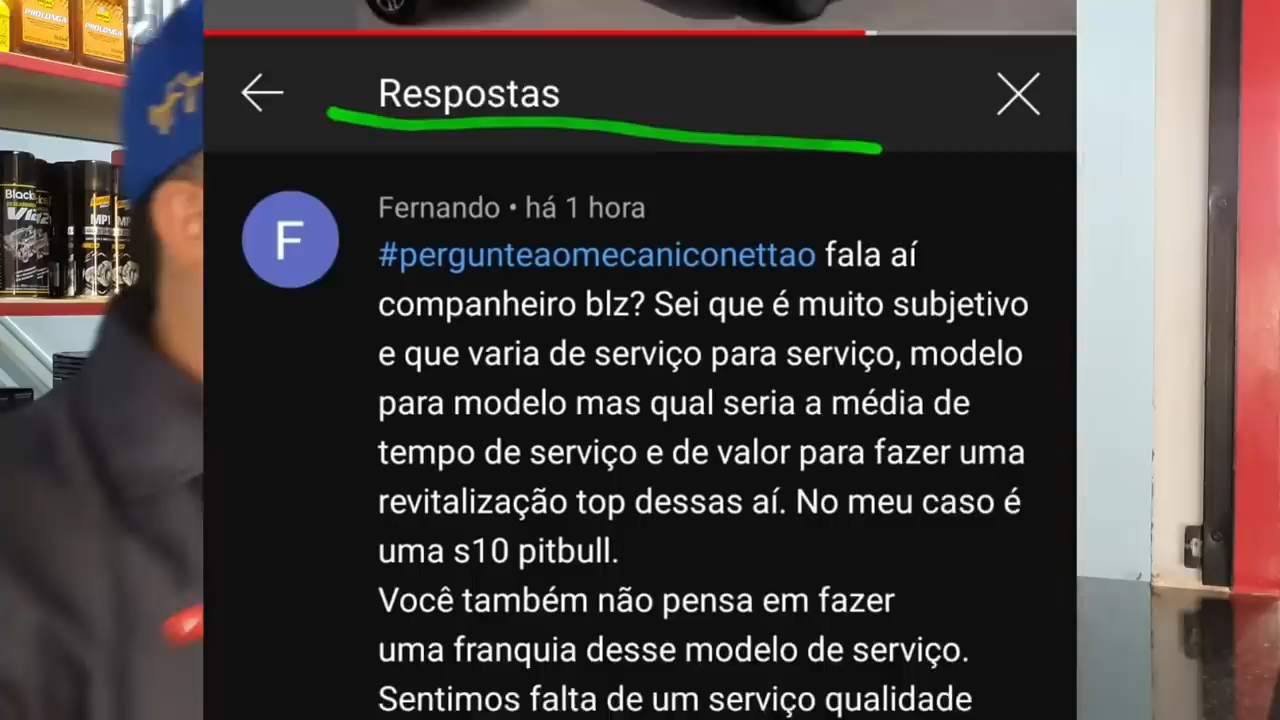 PROLONGA
PROLONGA
Respostas
Fernando • há 1 hora
#pergunteaomecaniconettao fala aí
companheiro blz? Sei que é muito subjetivo
e que varia de serviço para serviço, modelo
para modelo mas qual seria a média de
tempo de serviço e de valor para fazer uma
revitalização top dessas aí. No meu caso é
uma s10 pitbull.
Você também não pensa em fazer
uma franquia desse modelo de serviço.
Sentimos falta de um serviço qualidade
F
MP1